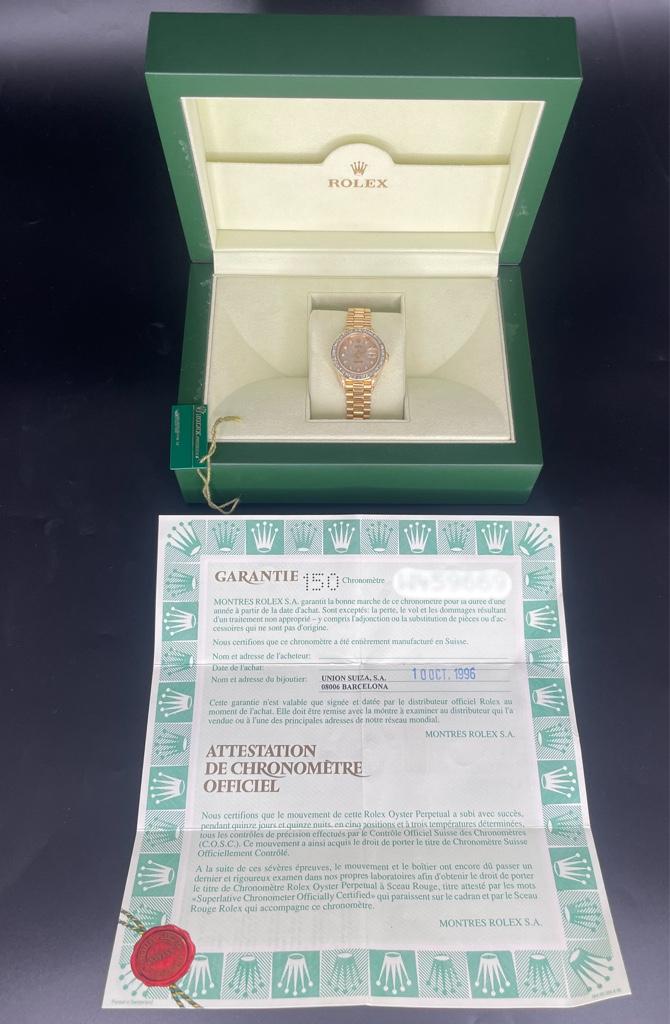 ROLEX
ROLEX
GARANTIE 150 Chronomètre
MONTRES ROLEX S.A. garantit la bonne marche de ce chronomètre pour la durée d'une
année à partir de la date d'achat. Sont exceptés: la perte, le vol et les dommages résultant
d'un traitement non approprié – y compris l'adjonction ou la substitution de pièces ou d'ac-
cessoires qui ne sont pas d'origine.
Nous certifions que ce chronomètre a été entièrement manufacturé en Suisse.
Nom et adresse de l'acheteur:
Date de l'achat: 10 OCT. 1996
Nom et adresse du bijoutier: UNION SUIZA, S.A.
08006 BARCELONA
Cette garantie n'est valable que signée et datée par le distributeur officiel Rolex au
moment de l'achat. Elle doit être remise avec la montre à examiner au distributeur qui l'a
vendue ou à l'une des principales adresses de notre réseau mondial.
MONTRES ROLEX S.A.
ATTESTATION
DE CHRONOMÈTRE
OFFICIEL
Nous certifions que le mouvement de cette Rolex Oyster Perpetual a subi avec succès,
pendant quinze jours et quinze nuits, en cinq positions et à trois températures déterminées,
tous les contrôles de précision effectués par le Contrôle Officiel Suisse des Chronomètres
(C.O.S.C.). Ce mouvement a ainsi acquis le droit de porter le titre de Chronomètre Suisse
Officiellement Contrôlé.
A la suite de ces sévères épreuves, le mouvement et le boîtier ont encore dû passer un
dernier et rigoureux examen dans nos propres laboratoires afin d'obtenir le droit de porter
le titre de Chronomètre Rolex Oyster Perpetual à Sceau Rouge, titre attesté par les mots
«Superlative Chronometer Officially Certified» qui paraissent sur le cadran et par le Sceau
Rouge Rolex qui accompagne ce chronomètre.
MONTRES ROLEX S.A.
Printed in Switzerland